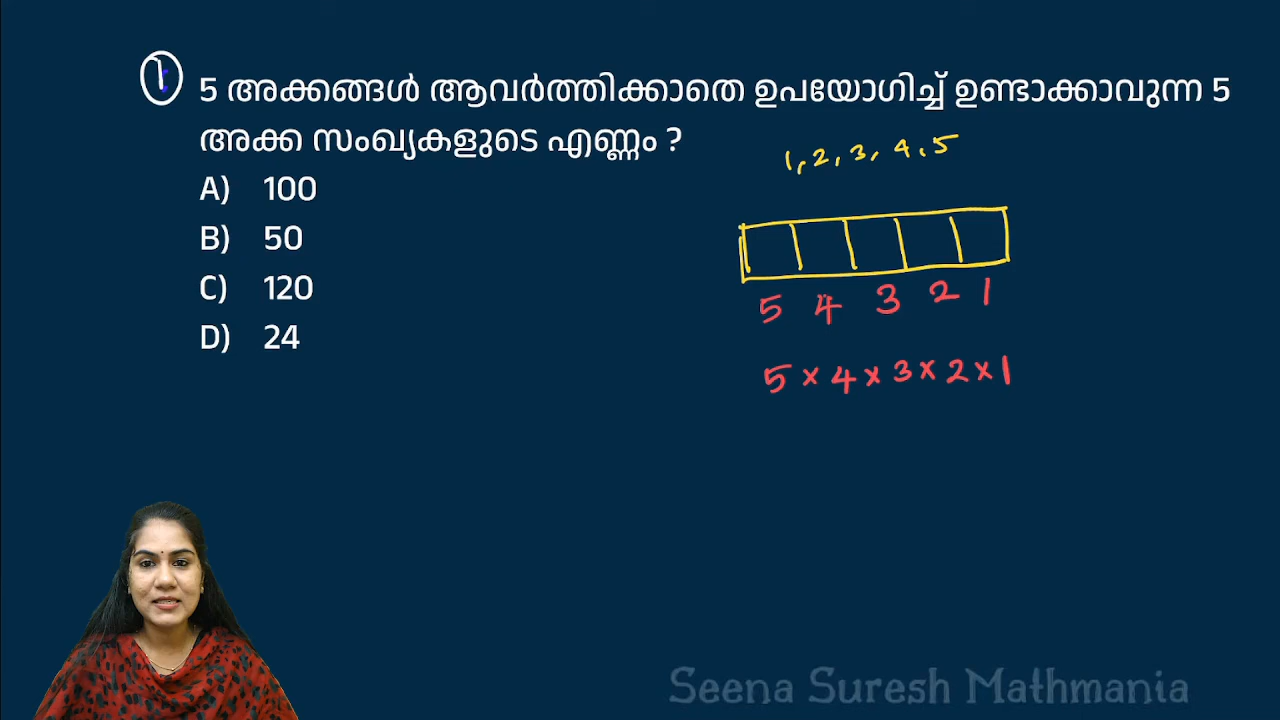 1
5 അക്കങ്ങൾ ആവർത്തിക്കാതെ ഉപയോഗിച്ച് ഉണ്ടാക്കാവുന്ന 5
അക്ക സംഖ്യകളുടെ എണ്ണം ?
1, 2, 3, 4, 5
A) 100
B) 50
C) 120
D) 24
5 4 3 2 1
5 × 4 × 3 × 2 × 1
Seena Suresh Mathmania